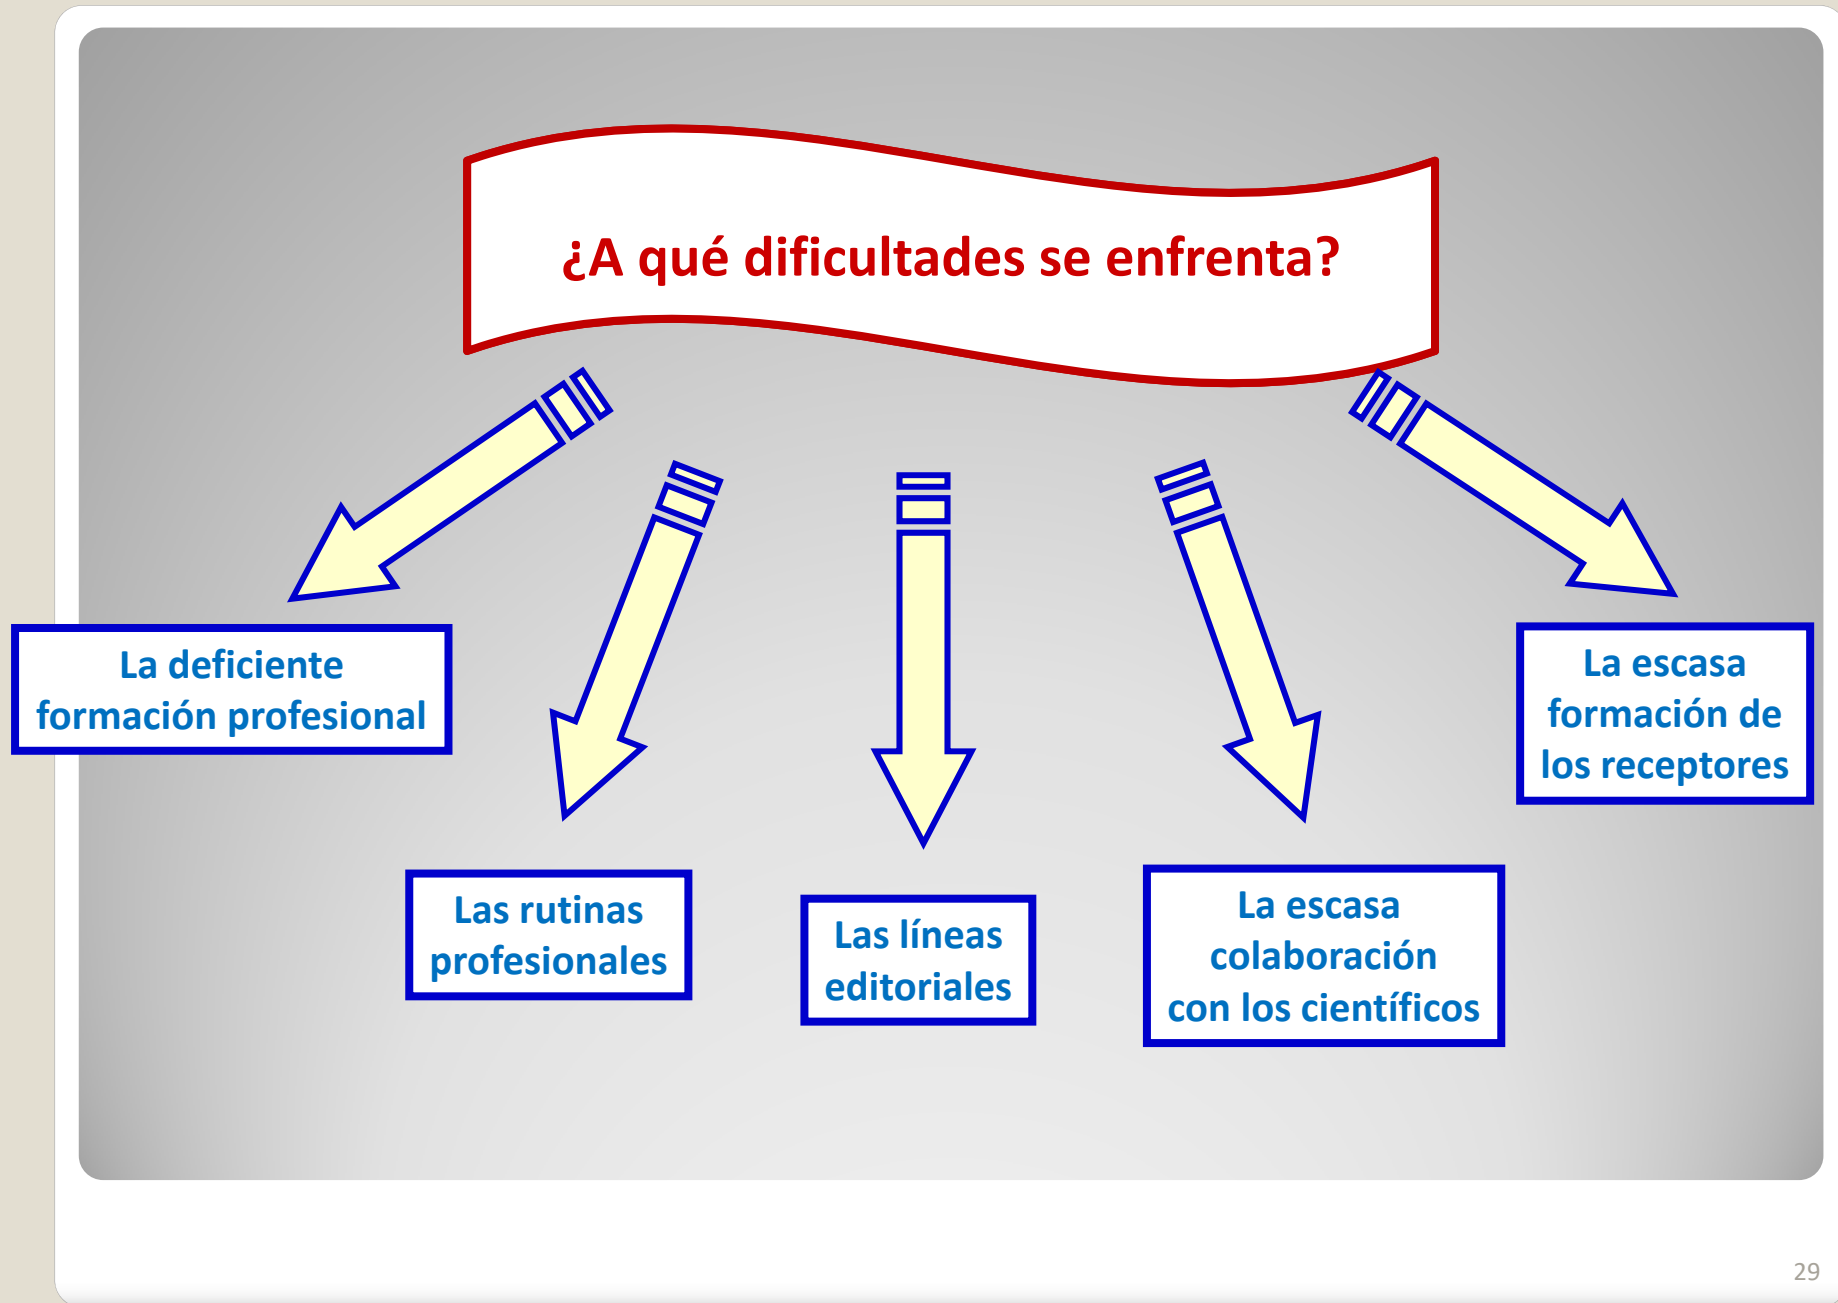 ¿A qué dificultades se enfrenta?
La deficiente
formación profesional
Las rutinas
profesionales
Las líneas
editoriales
La escasa
colaboración
con los científicos
La escasa
formación de
los receptores
29